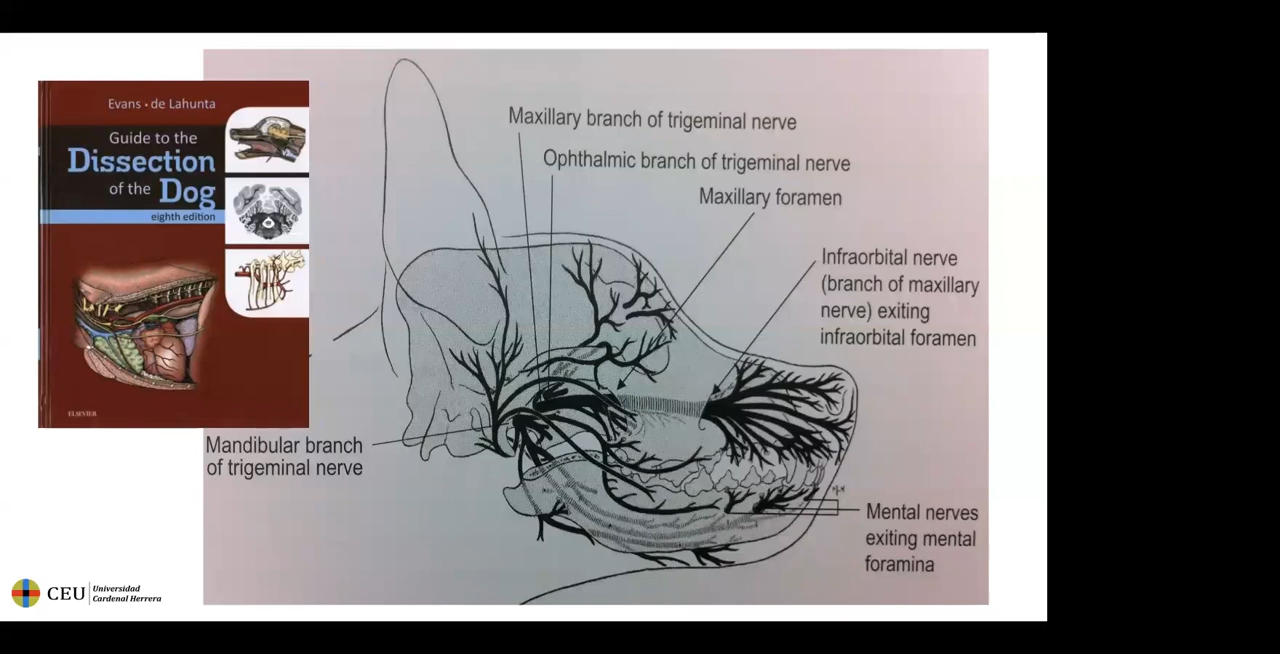 Evans • de Lahunta
Guide to the
Dissection
of the Dog
eighth edition
ELSEVIER
Maxillary branch of trigeminal nerve
Ophthalmic branch of trigeminal nerve
Maxillary foramen
Infraorbital nerve
(branch of maxillary
nerve) exiting
infraorbital foramen
Mandibular branch
of trigeminal nerve
Mental nerves
exiting mental
foramina
CEU
Universidad
Cardenal Herrera